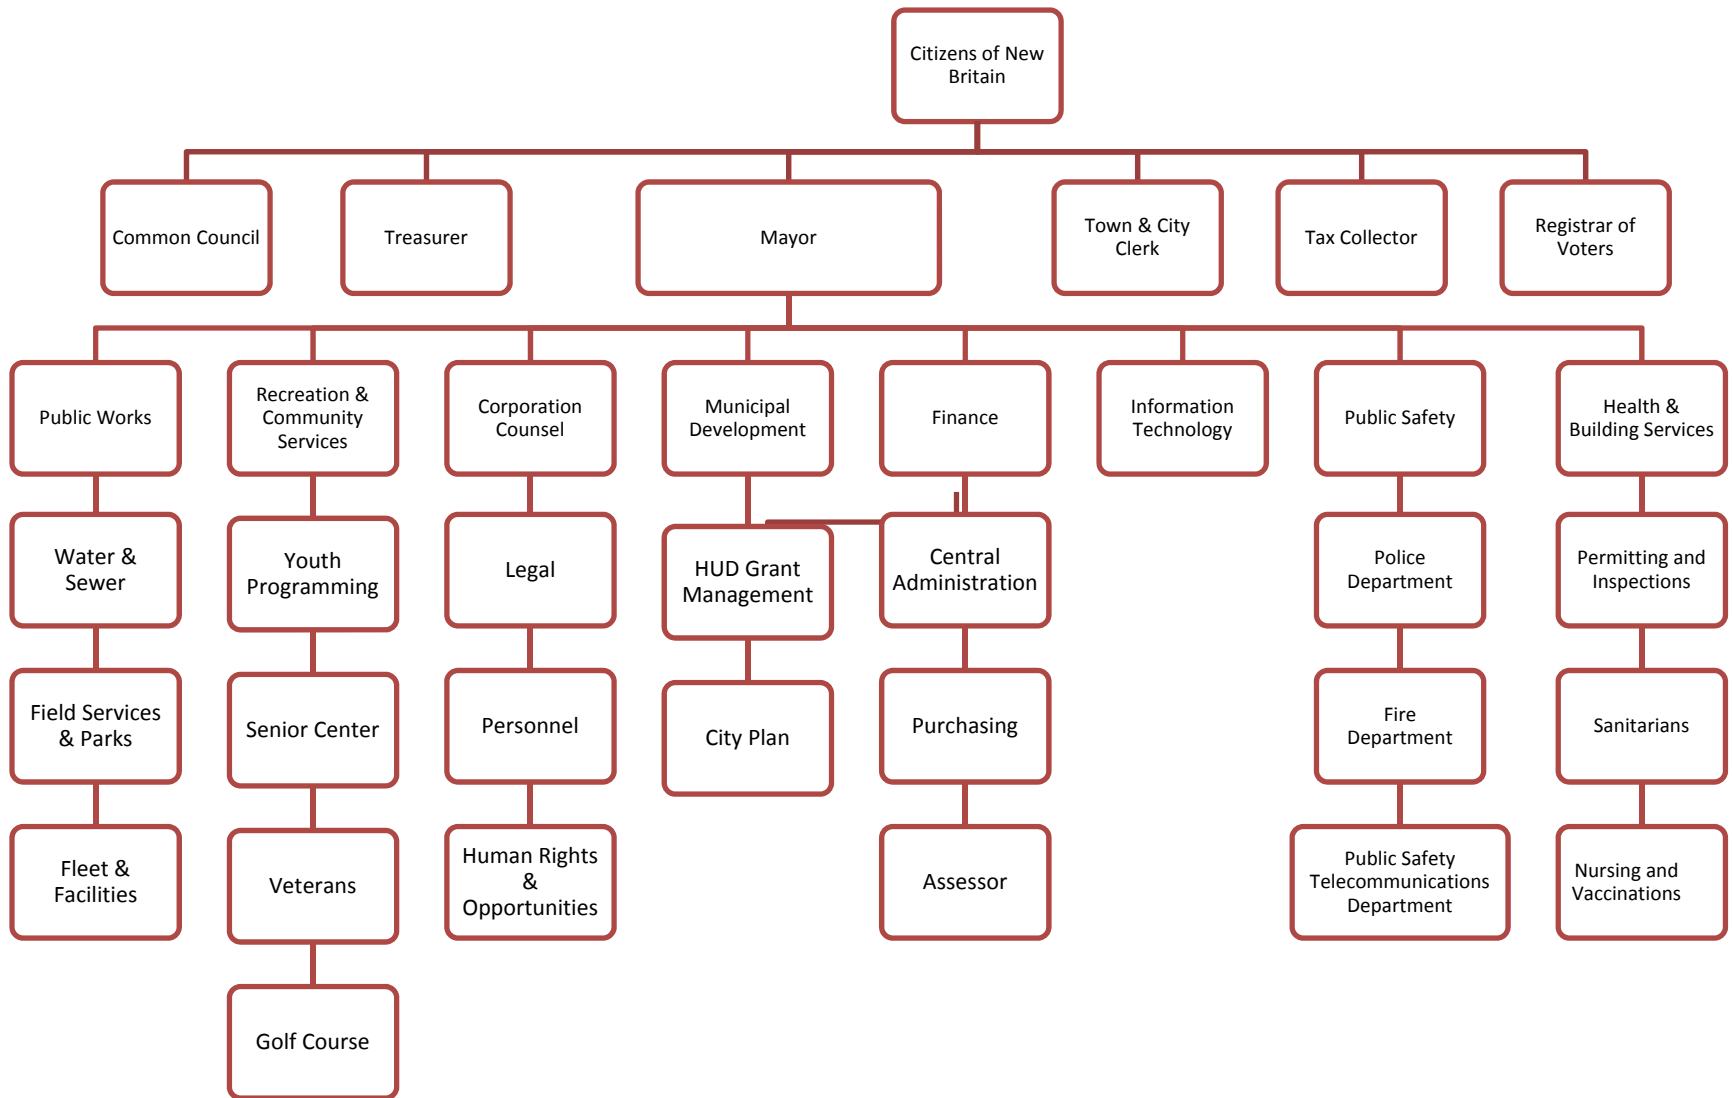 Citizens of New
Britain
Common Council
Treasurer
Mayor
Town & City
Clerk
Tax Collector
Registrar of
Voters
Public Works
Recreation &
Community
Services
Corporation
Counsel
Municipal
Development
Finance
Information
Technology
Public Safety
Health &
Building Services
Water &
Sewer
Youth
Programming
Legal
HUD Grant
Management
Central
Administration
Police
Department
Permitting and
Inspections
Field Services
& Parks
Senior Center
Personnel
City Plan
Purchasing
Fire
Department
Sanitarians
Fleet &
Facilities
Veterans
Human Rights
&
Opportunities
Assessor
Public Safety
Telecommunications
Department
Nursing and
Vaccinations
Golf Course